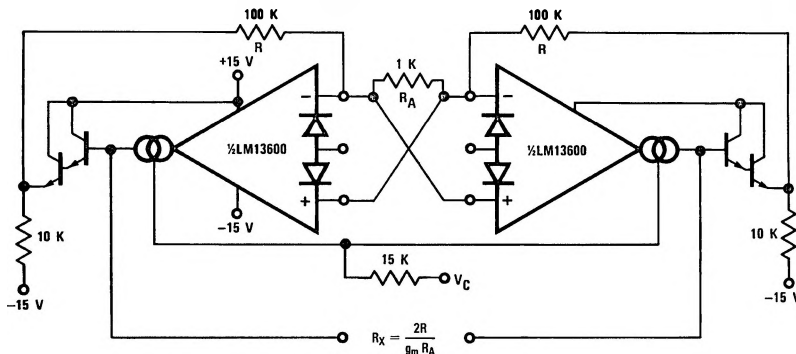 100 K
R
100 K
R
+15 V
1 K
R_A
−
−
½LM13600
½LM13600
+
+
−15 V
10 K
−15 V
15 K
V_C
10 K
−15 V
R_X = 2R / g_m R_A